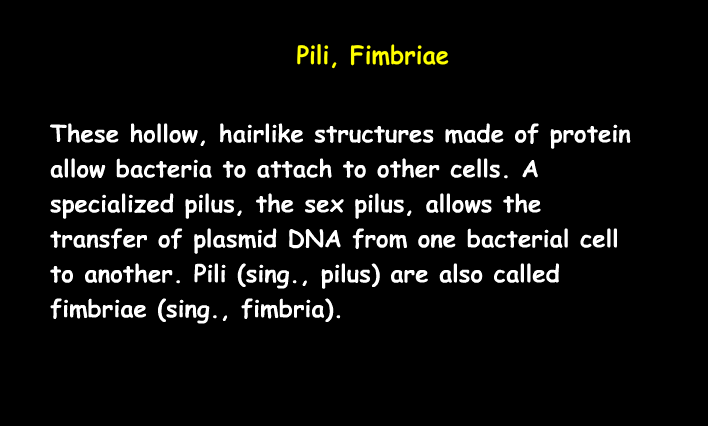 Pili, Fimbriae
These hollow, hairlike structures made of protein
allow bacteria to attach to other cells. A
specialized pilus, the sex pilus, allows the
transfer of plasmid DNA from one bacterial cell
to another. Pili (sing., pilus) are also called
fimbriae (sing., fimbria).